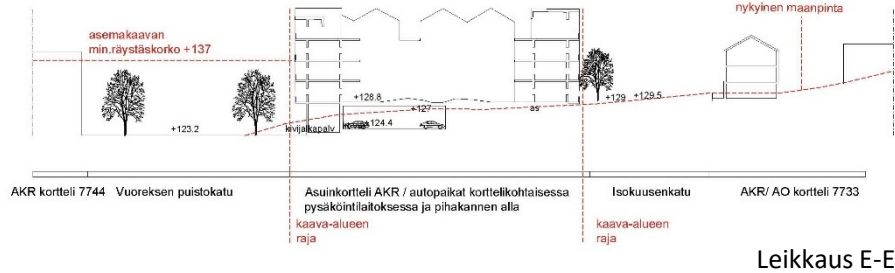 nykyinen maanpinta
asemakaavan
min.räystäskorko +137
+128.8
+129
+129.5
+127
+123.2
kivijalkapalv
+124.4
as
AKR kortteli 7744
Vuoreksen puistokatu
Asuinkortteli AKR / autopaikat korttelikohtaisessa
pysäköintilaitoksessa ja pihakannen alla
Isokuusenkatu
AKR/ AO kortteli 7733
kaava-alueen
raja
kaava-alueen
raja
Leikkaus E-E